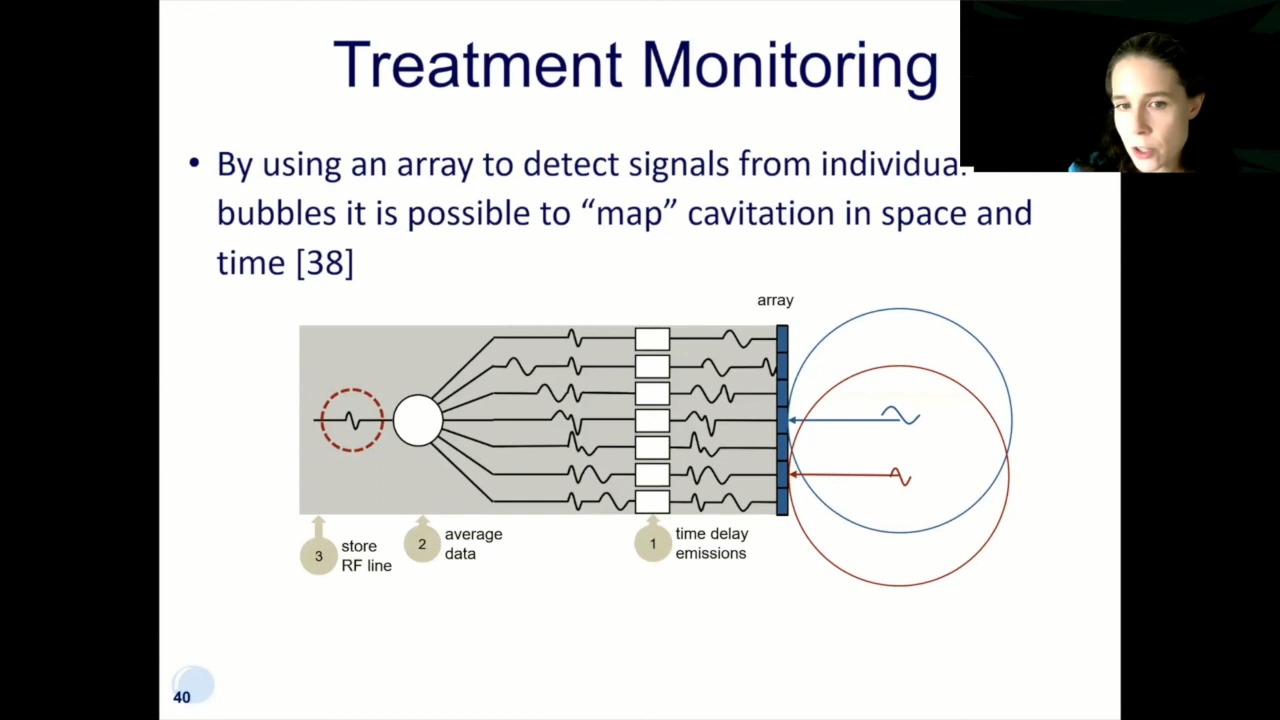 Treatment Monitoring
• By using an array to detect signals from
bubbles it is possible to “map” cavitation in space and
time [38]
array
1
time delay
emissions
2
average
data
3
store
RF line
40